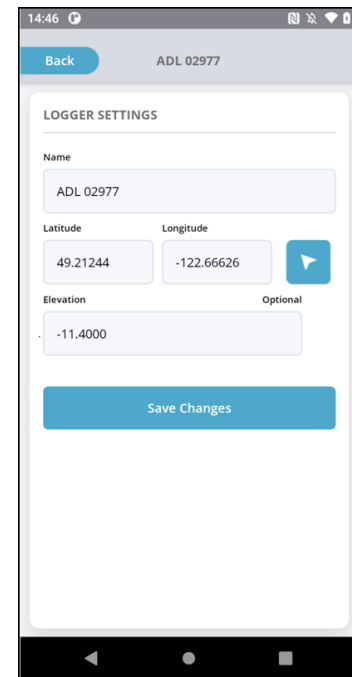 14:46
Back ADL 02977
LOGGER SETTINGS
Name
ADL 02977
Latitude Longitude
49.21244 -122.66626
Elevation Optional
-11.4000
Save Changes